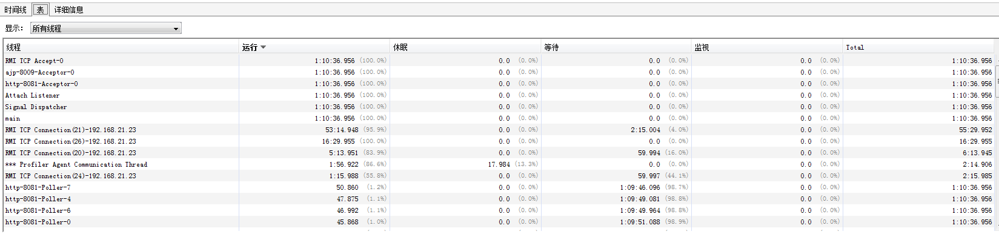 时间线 表 详细信息
显示： 所有线程
线程 运行 休眠 等待 监视 Total
RMI TCP Accept-0 1:10:36.956 (100.0%) 0.0 (0.0%) 0.0 (0.0%) 0.0 (0.0%) 1:10:36.956
ajp-8009-Acceptor-0 1:10:36.956 (100.0%) 0.0 (0.0%) 0.0 (0.0%) 0.0 (0.0%) 1:10:36.956
http-8081-Acceptor-0 1:10:36.956 (100.0%) 0.0 (0.0%) 0.0 (0.0%) 0.0 (0.0%) 1:10:36.956
Attach Listener 1:10:36.956 (100.0%) 0.0 (0.0%) 0.0 (0.0%) 0.0 (0.0%) 1:10:36.956
Signal Dispatcher 1:10:36.956 (100.0%) 0.0 (0.0%) 0.0 (0.0%) 0.0 (0.0%) 1:10:36.956
main 1:10:36.956 (100.0%) 0.0 (0.0%) 0.0 (0.0%) 0.0 (0.0%) 1:10:36.956
RMI TCP Connection(21)-192.168.21.23 53:14.948 (95.9%) 0.0 (0.0%) 2:15.004 (4.0%) 0.0 (0.0%) 55:29.952
RMI TCP Connection(26)-192.168.21.23 16:29.955 (100.0%) 0.0 (0.0%) 0.0 (0.0%) 0.0 (0.0%) 16:29.955
RMI TCP Connection(20)-192.168.21.23 5:13.951 (83.9%) 0.0 (0.0%) 59.994 (16.0%) 0.0 (0.0%) 6:13.945
*** Profiler Agent Communication Thread 1:56.922 (86.6%) 17.984 (13.3%) 0.0 (0.0%) 0.0 (0.0%) 2:14.906
RMI TCP Connection(24)-192.168.21.23 1:15.988 (55.8%) 0.0 (0.0%) 59.997 (44.1%) 0.0 (0.0%) 2:15.985
http-8081-Poller-7 50.860 (1.2%) 0.0 (0.0%) 1:09:46.096 (98.7%) 0.0 (0.0%) 1:10:36.956
http-8081-Poller-4 47.875 (1.1%) 0.0 (0.0%) 1:09:49.081 (98.8%) 0.0 (0.0%) 1:10:36.956
http-8081-Poller-6 46.992 (1.1%) 0.0 (0.0%) 1:09:49.964 (98.8%) 0.0 (0.0%) 1:10:36.956
http-8081-Poller-0 45.868 (1.0%) 0.0 (0.0%) 1:09:51.088 (98.9%) 0.0 (0.0%) 1:10:36.956